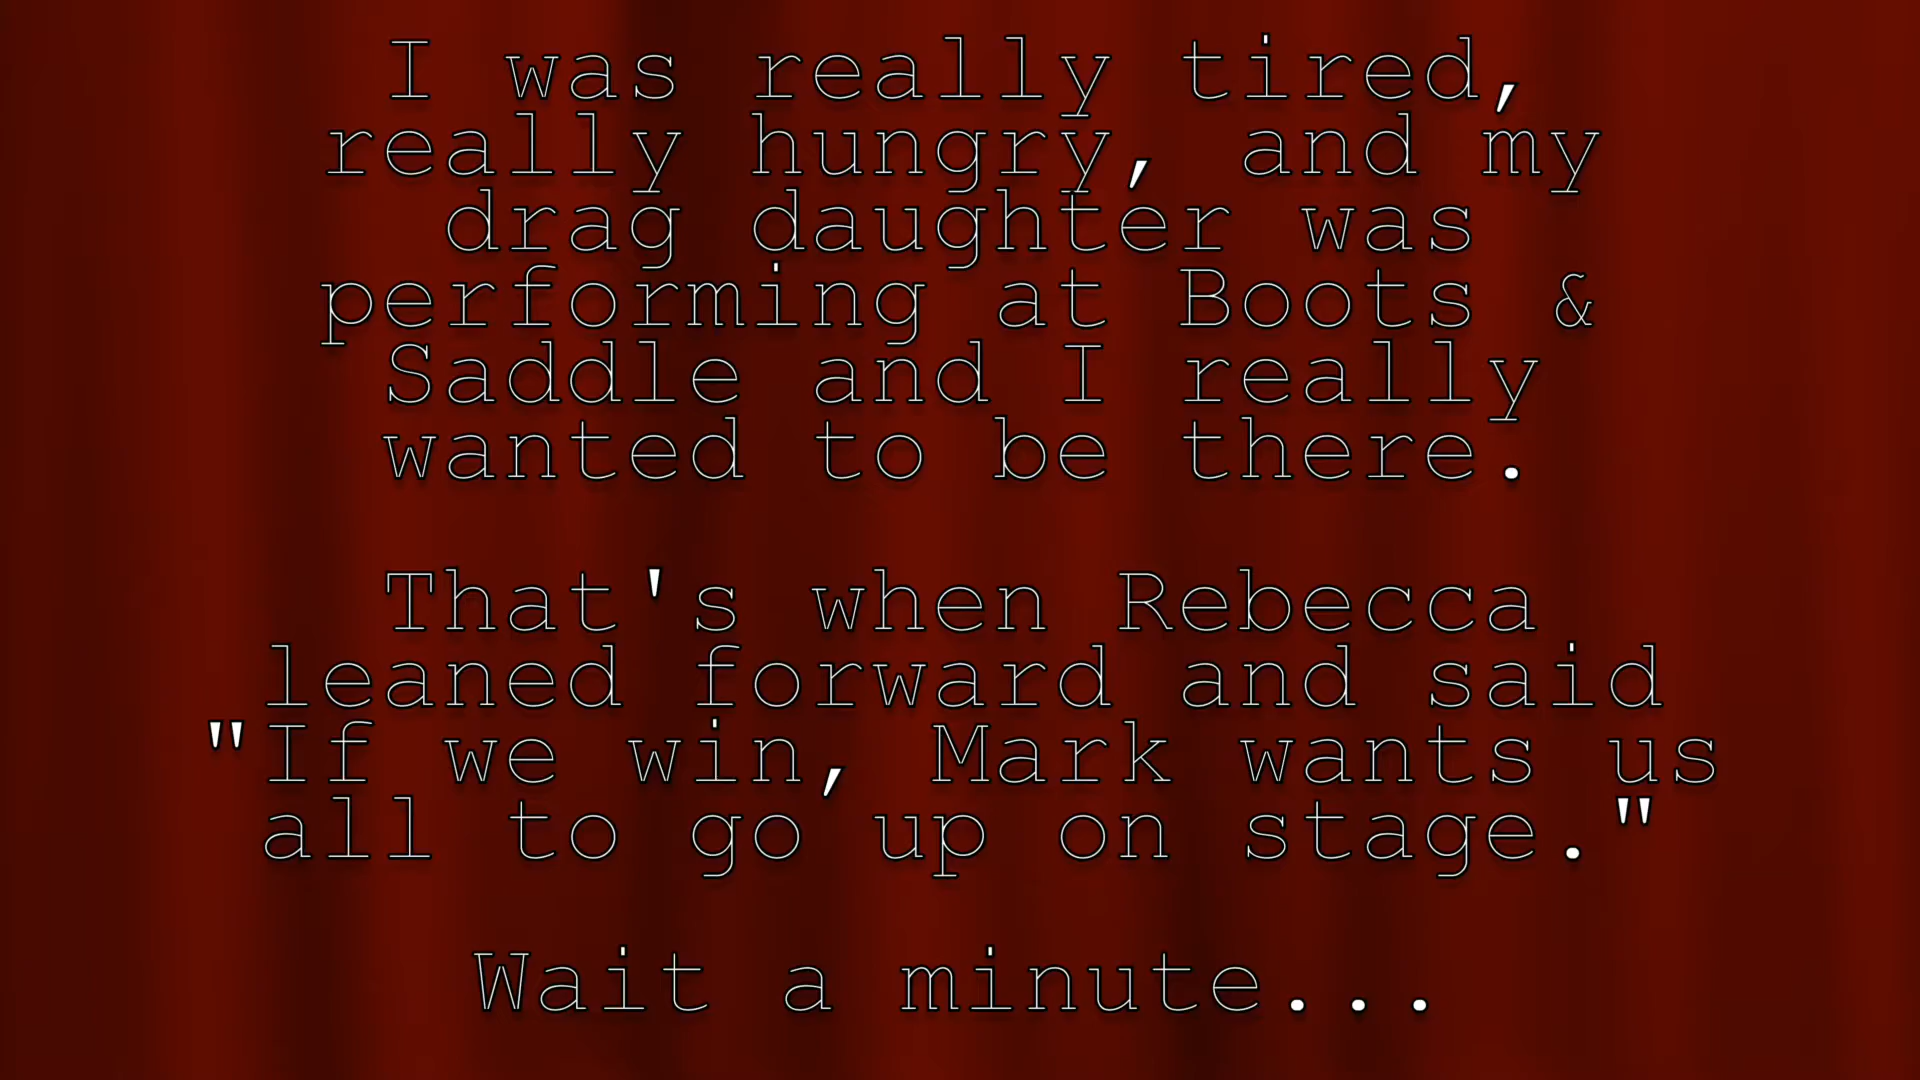 I was really tired,
really hungry, and my
drag daughter was
performing at Boots &
Saddle and I really
wanted to be there.
That's when Rebecca
leaned forward and said
"If we win, Mark wants us
all to go up on stage."
Wait a minute...